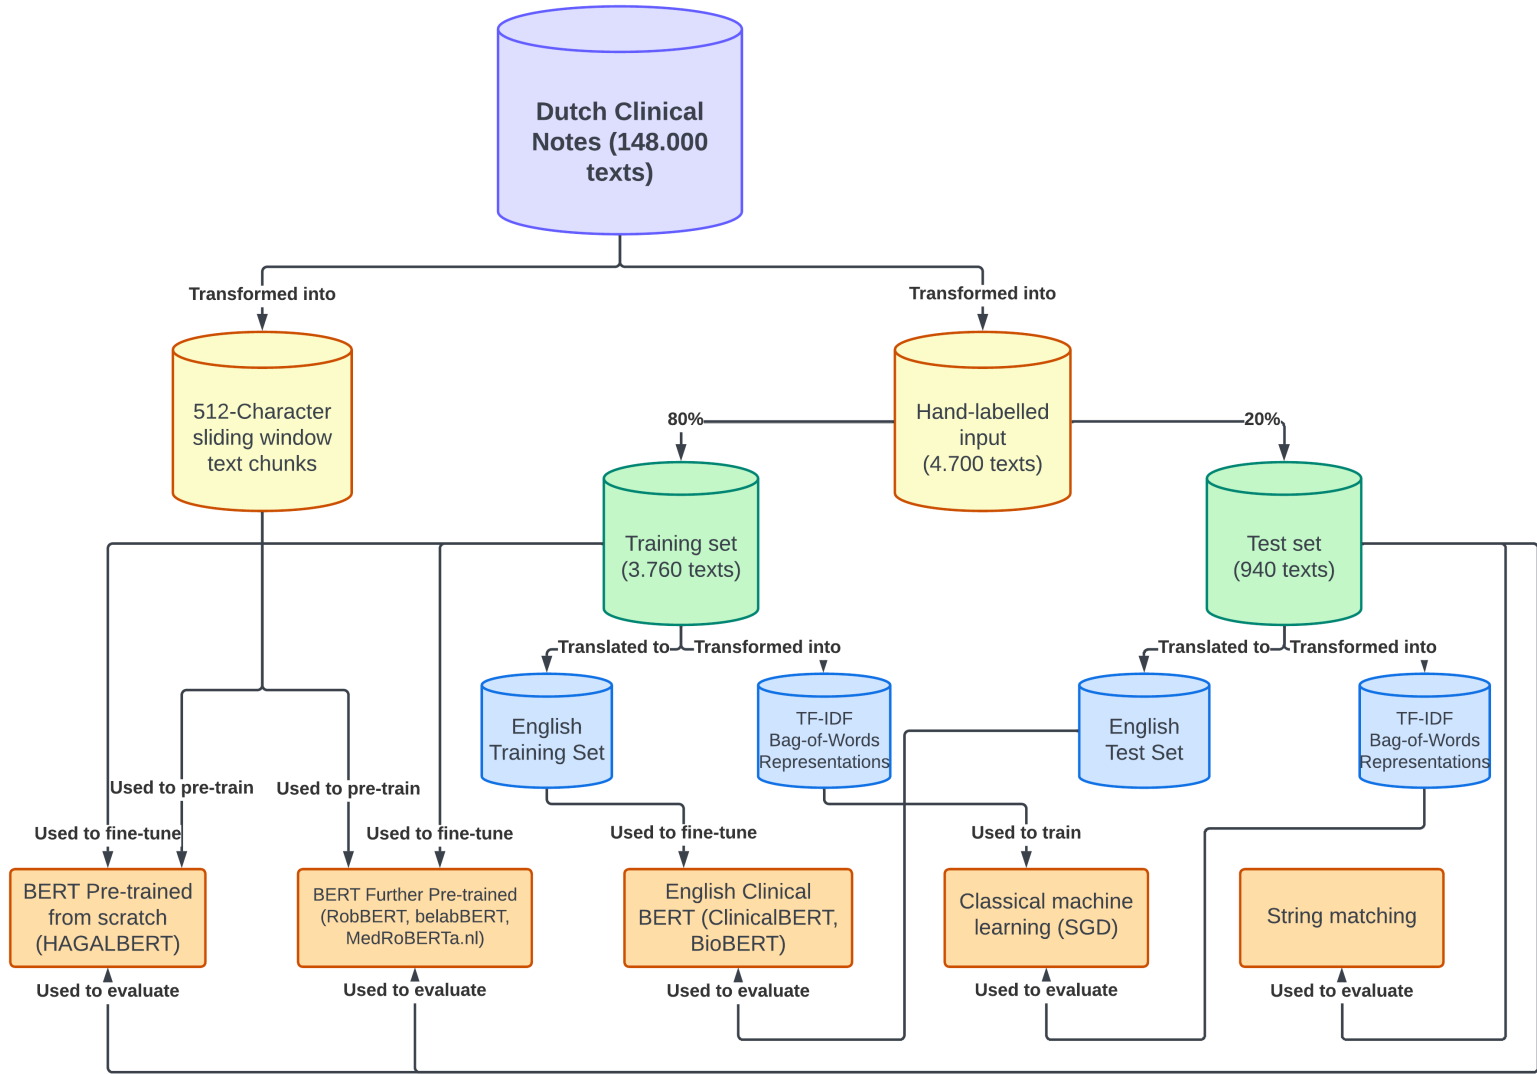 Dutch Clinical
Notes (148.000
texts)
Transformed into
Transformed into
512-Character
sliding window
text chunks
Hand-labelled
input
(4.700 texts)
80%
20%
Training set
(3.760 texts)
Test set
(940 texts)
Translated to
Transformed into
Translated to
Transformed into
English
Training Set
TF-IDF
Bag-of-Words
Representations
English
Test Set
TF-IDF
Bag-of-Words
Representations
Used to pre-train
Used to pre-train
Used to fine-tune
Used to fine-tune
Used to fine-tune
Used to train
BERT Pre-trained
from scratch
(HAGALBERT)
BERT Further Pre-trained
(RobBERT, belabBERT,
MedRoBERTa.nl)
English Clinical
BERT (ClinicalBERT,
BioBERT)
Classical machine
learning (SGD)
String matching
Used to evaluate
Used to evaluate
Used to evaluate
Used to evaluate
Used to evaluate